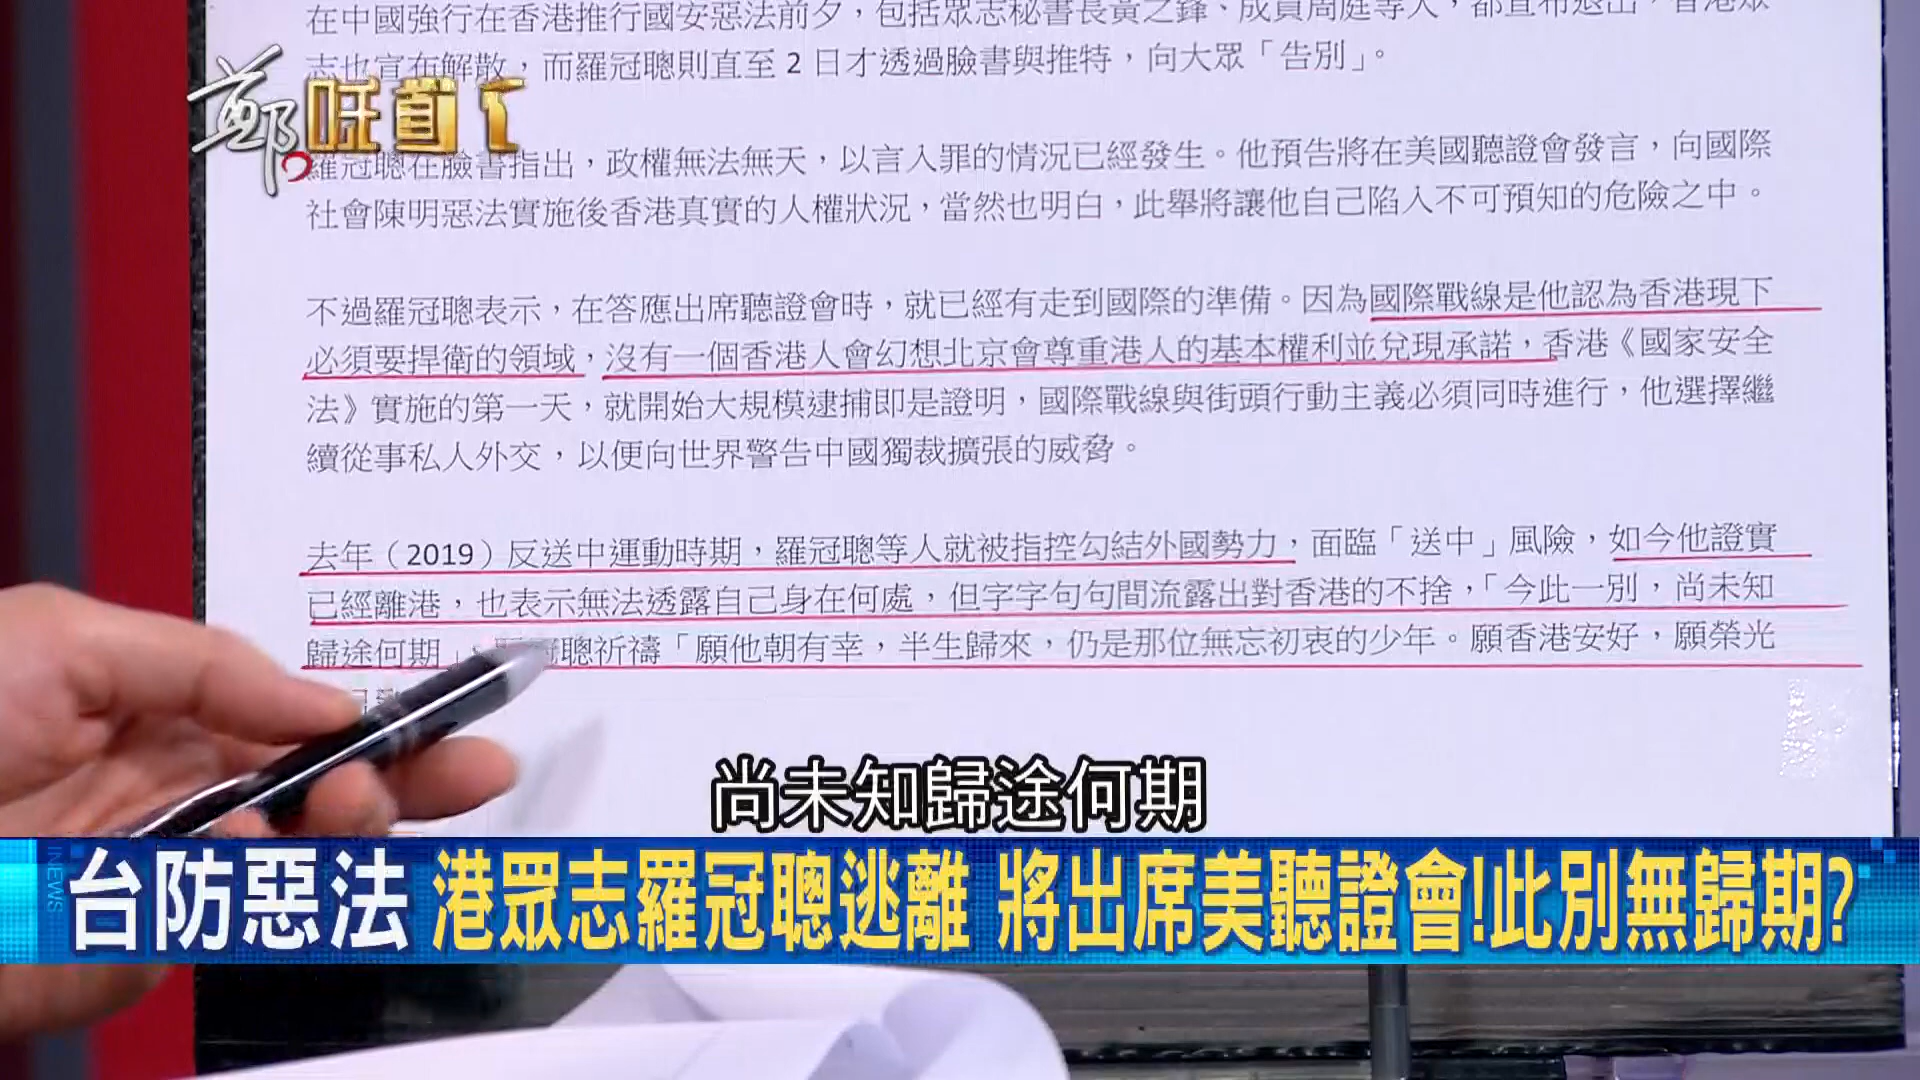 在中國強行在香港推行國安惡法前夕，包括眾志秘書長黃之鋒、成員周庭等人，都宣布退出，香港眾
志也宣布解散，而羅冠聰則直至 2 日才透過臉書與推特，向大眾「告別」。
鄭
羅冠聰在臉書指出，政權無法無天，以言入罪的情況已經發生。他預告將在美國聽證會發言，向國際
社會陳明惡法實施後香港真實的人權狀況，當然也明白，此舉將讓他自己陷入不可預知的危險之中。
不過羅冠聰表示，在答應出席聽證會時，就已經有走到國際的準備。因為國際戰線是他認為香港現下
必須要捍衛的領域，沒有一個香港人會幻想北京會尊重港人的基本權利並兌現承諾，香港《國家安全
法》實施的第一天，就開始大規模逮捕即是證明，國際戰線與街頭行動主義必須同時進行，他選擇繼
續從事私人外交，以便向世界警告中國獨裁擴張的威脅。
去年（2019）反送中運動時期，羅冠聰等人就被指控勾結外國勢力，面臨「送中」風險，如今他證實
已經離港，也表示無法透露自己身在何處，但字字句句間流露出對香港的不捨，「今此一別，尚未知
歸途何期」聰祈禱「願他朝有幸，半生歸來，仍是那位無忘初衷的少年。願香港安好，願榮光
尚未知歸途何期
iNEWS 台防惡法 港眾志羅冠聰逃離 將出席美聽證會!此別無歸期?